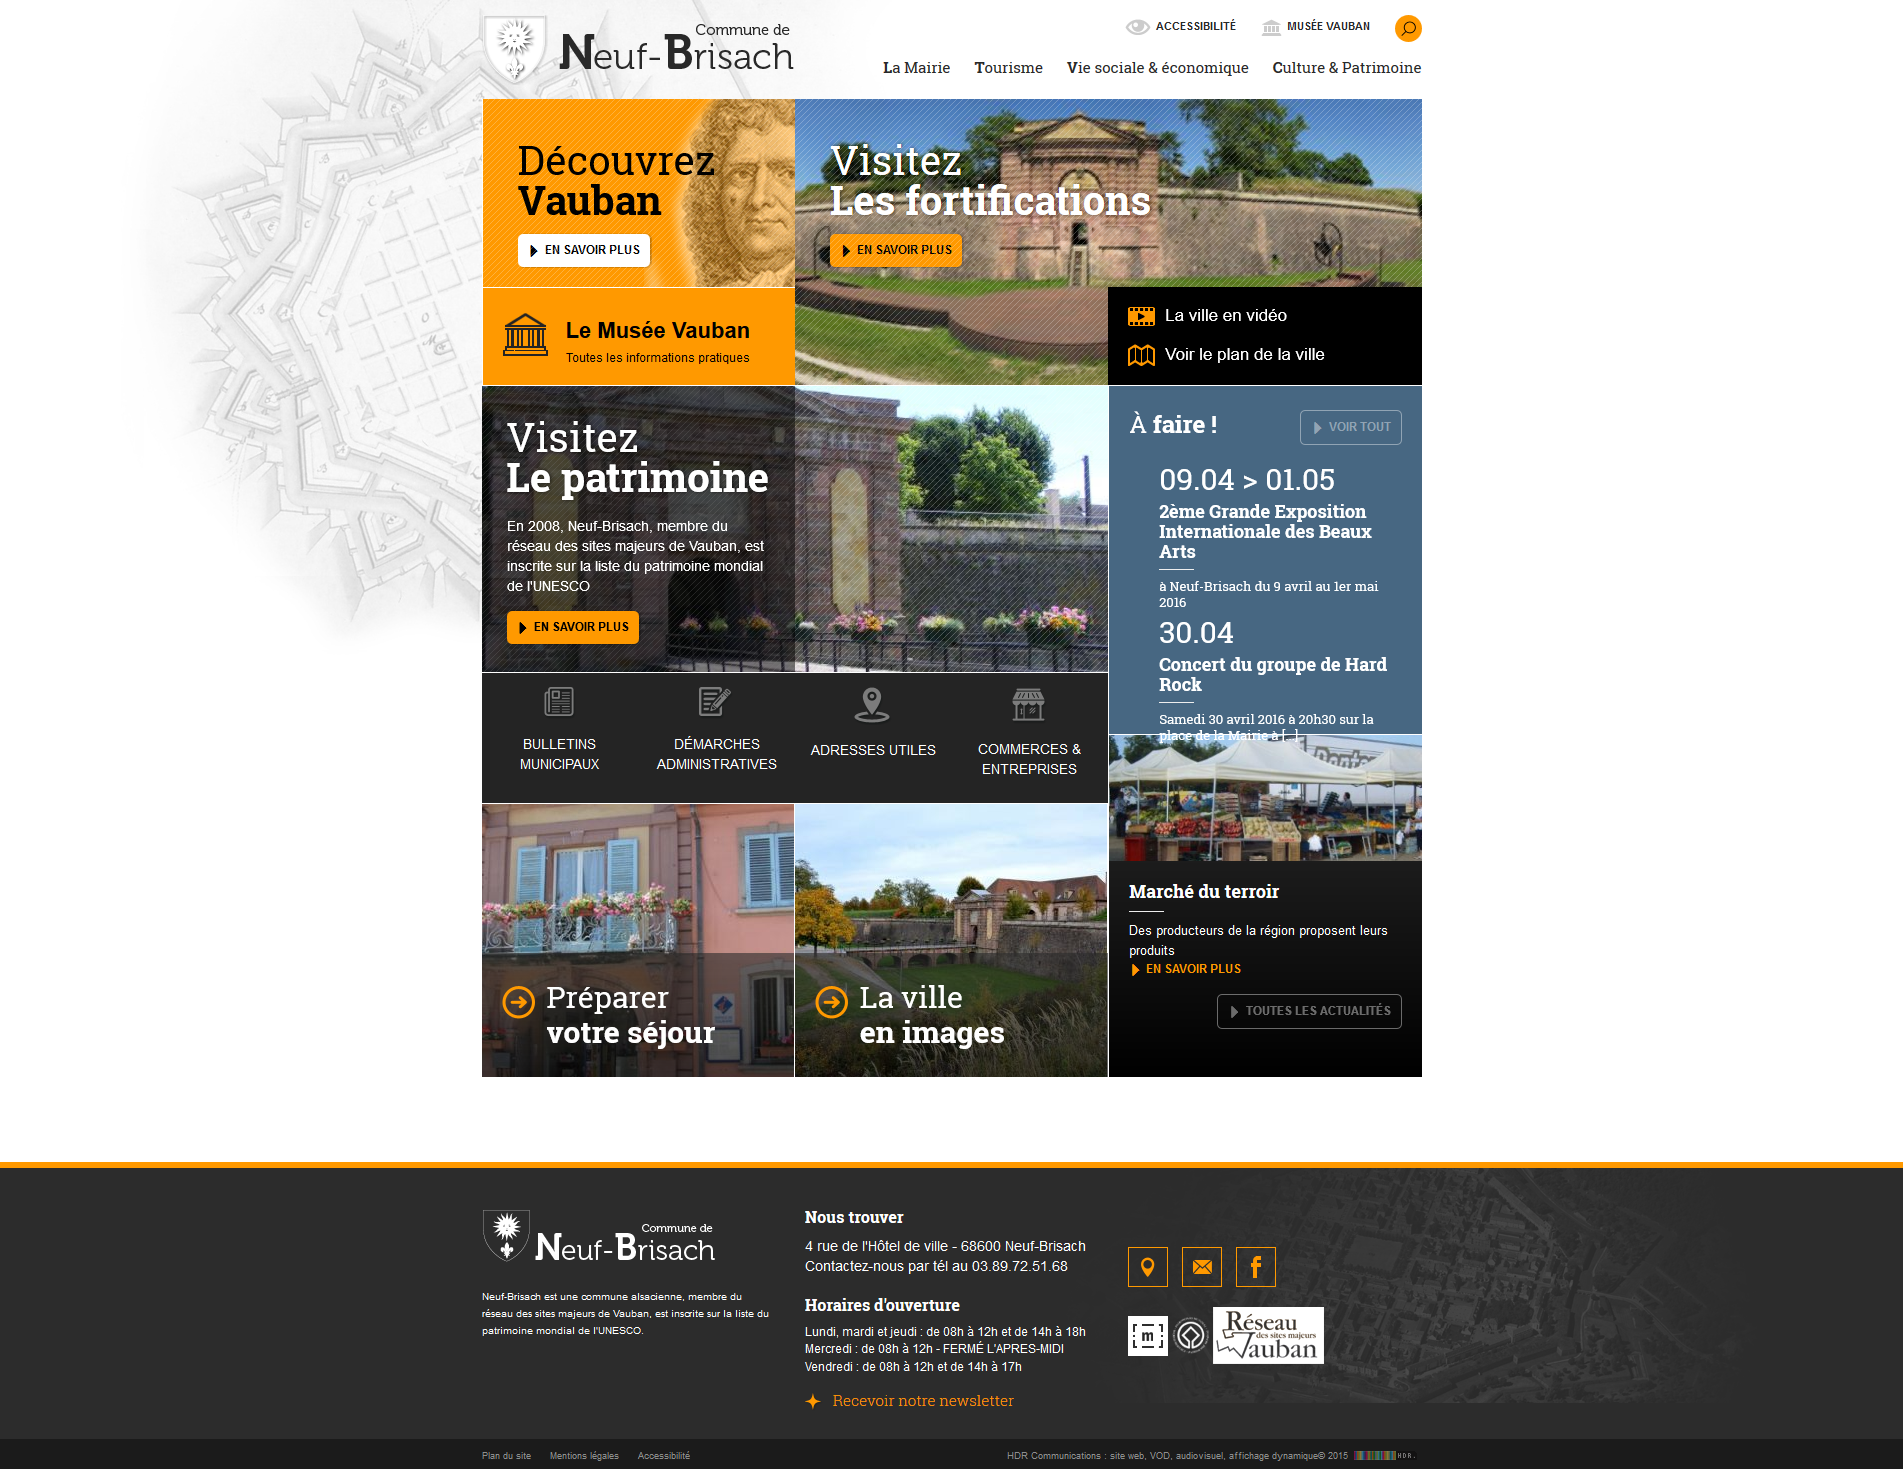 Commune de
Neuf-Brisach
ACCESSIBILITÉ
MUSÉE VAUBAN
La Mairie
Tourisme
Vie sociale & économique
Culture & Patrimoine
Découvrez
Vauban
EN SAVOIR PLUS
Visitez
Les fortifications
EN SAVOIR PLUS
Le Musée Vauban
Toutes les informations pratiques
La ville en vidéo
Voir le plan de la ville
Visitez
Le patrimoine
En 2008, Neuf-Brisach, membre du
réseau des sites majeurs de Vauban, est
inscrite sur la liste du patrimoine mondial
de l'UNESCO
EN SAVOIR PLUS
À faire !
VOIR TOUT
09.04 > 01.05
2ème Grande Exposition
Internationale des Beaux
Arts
à Neuf-Brisach du 9 avril au 1er mai
2016
30.04
Concert du groupe de Hard
Rock
Samedi 30 avril 2016 à 20h30 sur la
place de la Mairie à [...]
BULLETINS
MUNICIPAUX
DÉMARCHES
ADMINISTRATIVES
ADRESSES UTILES
COMMERCES &
ENTREPRISES
Préparer
votre séjour
La ville
en images
Marché du terroir
Des producteurs de la région proposent leurs
produits
EN SAVOIR PLUS
TOUTES LES ACTUALITÉS
Commune de
Neuf-Brisach
Neuf-Brisach est une commune alsacienne, membre du
réseau des sites majeurs de Vauban, est inscrite sur la liste du
patrimoine mondial de l'UNESCO.
Nous trouver
4 rue de l'Hôtel de ville - 68600 Neuf-Brisach
Contactez-nous par tél au 03.89.72.51.68
Horaires d'ouverture
Lundi, mardi et jeudi : de 08h à 12h et de 14h à 18h
Mercredi : de 08h à 12h - FERMÉ L'APRES-MIDI
Vendredi : de 08h à 12h et de 14h à 17h
Recevoir notre newsletter
m
Réseau
des sites majeurs
Vauban
Plan du site
Mentions légales
Accessibilité
HDR Communications : site web, VOD, audiovisuel, affichage dynamique© 2015
HDR.